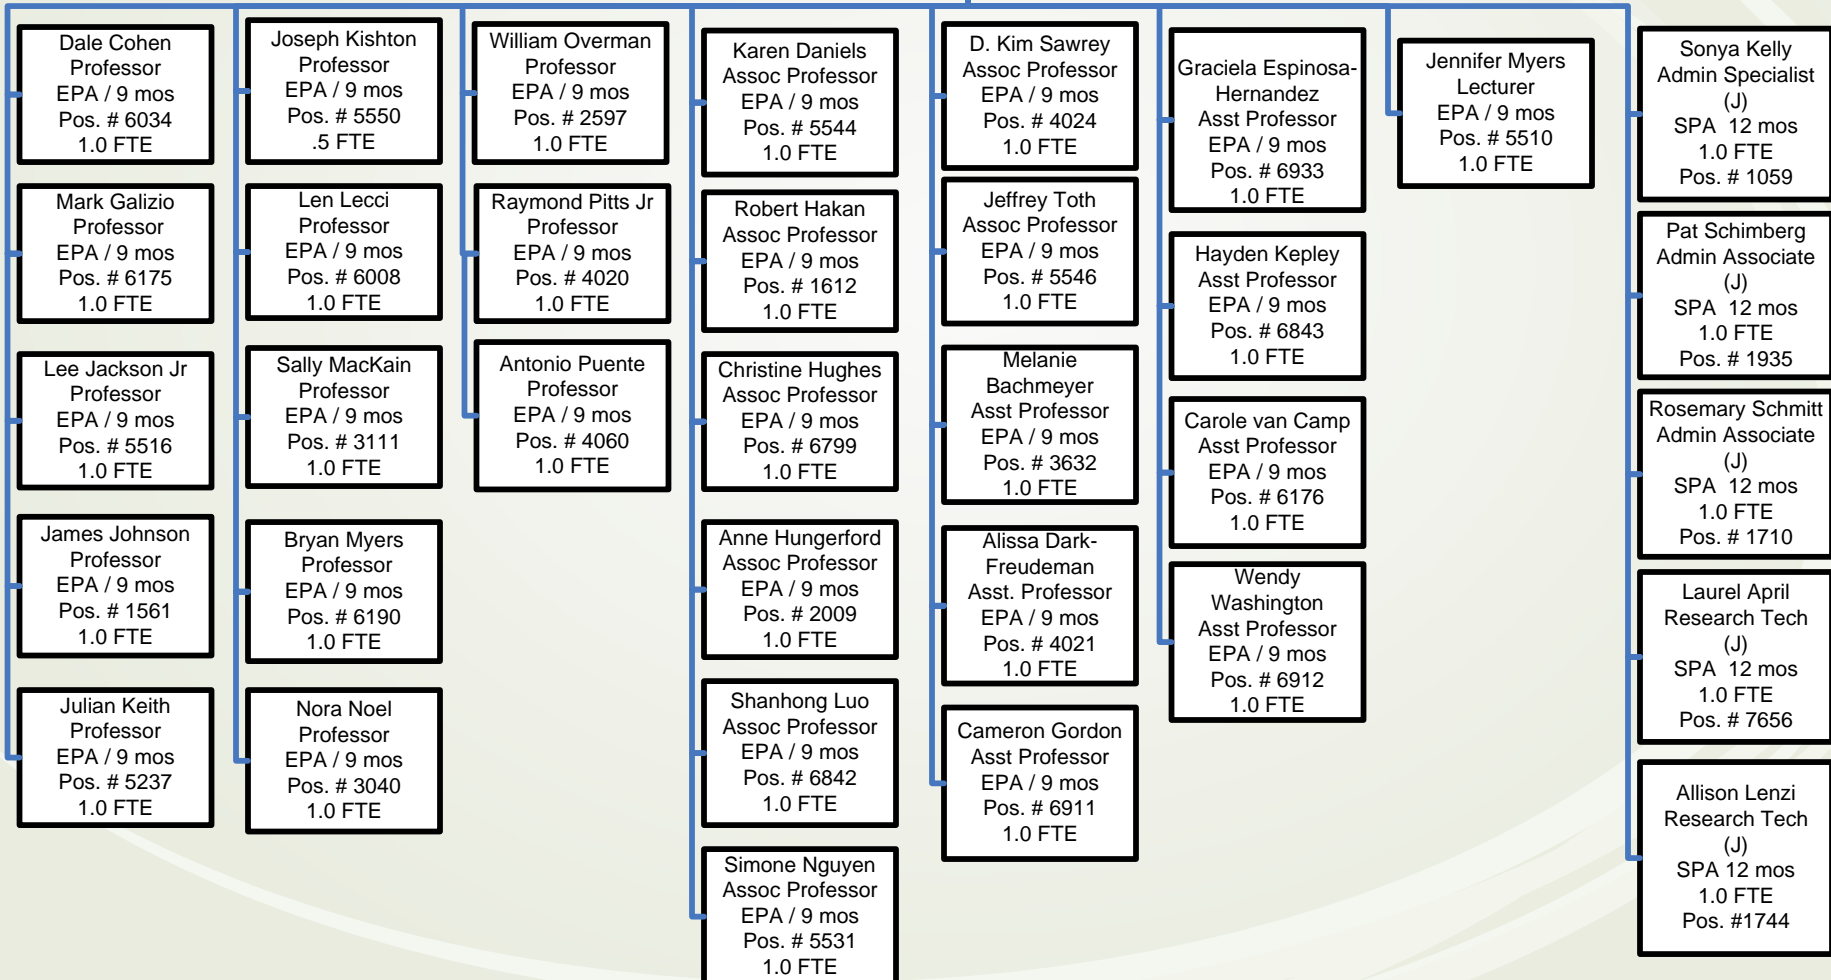 Dale Cohen
Professor
EPA / 9 mos
Pos. # 6034
1.0 FTE
Mark Galizio
Professor
EPA / 9 mos
Pos. # 6175
1.0 FTE
Lee Jackson Jr
Professor
EPA / 9 mos
Pos. # 5516
1.0 FTE
James Johnson
Professor
EPA / 9 mos
Pos. # 1561
1.0 FTE
Julian Keith
Professor
EPA / 9 mos
Pos. # 5237
1.0 FTE
Joseph Kishton
Professor
EPA / 9 mos
Pos. # 5550
.5 FTE
Len Lecci
Professor
EPA / 9 mos
Pos. # 6008
1.0 FTE
Sally MacKain
Professor
EPA / 9 mos
Pos. # 3111
1.0 FTE
Bryan Myers
Professor
EPA / 9 mos
Pos. # 6190
1.0 FTE
Nora Noel
Professor
EPA / 9 mos
Pos. # 3040
1.0 FTE
William Overman
Professor
EPA / 9 mos
Pos. # 2597
1.0 FTE
Raymond Pitts Jr
Professor
EPA / 9 mos
Pos. # 4020
1.0 FTE
Antonio Puente
Professor
EPA / 9 mos
Pos. # 4060
1.0 FTE
Karen Daniels
Assoc Professor
EPA / 9 mos
Pos. # 5544
1.0 FTE
Robert Hakan
Assoc Professor
EPA / 9 mos
Pos. # 1612
1.0 FTE
Christine Hughes
Assoc Professor
EPA / 9 mos
Pos. # 6799
1.0 FTE
Anne Hungerford
Assoc Professor
EPA / 9 mos
Pos. # 2009
1.0 FTE
Shanhong Luo
Assoc Professor
EPA / 9 mos
Pos. # 6842
1.0 FTE
Simone Nguyen
Assoc Professor
EPA / 9 mos
Pos. # 5531
1.0 FTE
D. Kim Sawrey
Assoc Professor
EPA / 9 mos
Pos. # 4024
1.0 FTE
Jeffrey Toth
Assoc Professor
EPA / 9 mos
Pos. # 5546
1.0 FTE
Melanie
Bachmeyer
Asst Professor
EPA / 9 mos
Pos. # 3632
1.0 FTE
Alissa Dark-
Freudeman
Asst. Professor
EPA / 9 mos
Pos. # 4021
1.0 FTE
Cameron Gordon
Asst Professor
EPA / 9 mos
Pos. # 6911
1.0 FTE
Graciela Espinosa-
Hernandez
Asst Professor
EPA / 9 mos
Pos. # 6933
1.0 FTE
Hayden Kepley
Asst Professor
EPA / 9 mos
Pos. # 6843
1.0 FTE
Carole van Camp
Asst Professor
EPA / 9 mos
Pos. # 6176
1.0 FTE
Wendy
Washington
Asst Professor
EPA / 9 mos
Pos. # 6912
1.0 FTE
Jennifer Myers
Lecturer
EPA / 9 mos
Pos. # 5510
1.0 FTE
Sonya Kelly
Admin Specialist
(J)
SPA 12 mos
1.0 FTE
Pos. # 1059
Pat Schimberg
Admin Associate
(J)
SPA 12 mos
1.0 FTE
Pos. # 1935
Rosemary Schmitt
Admin Associate
(J)
SPA 12 mos
1.0 FTE
Pos. # 1710
Laurel April
Research Tech
(J)
SPA 12 mos
1.0 FTE
Pos. # 7656
Allison Lenzi
Research Tech
(J)
SPA 12 mos
1.0 FTE
Pos. #1744